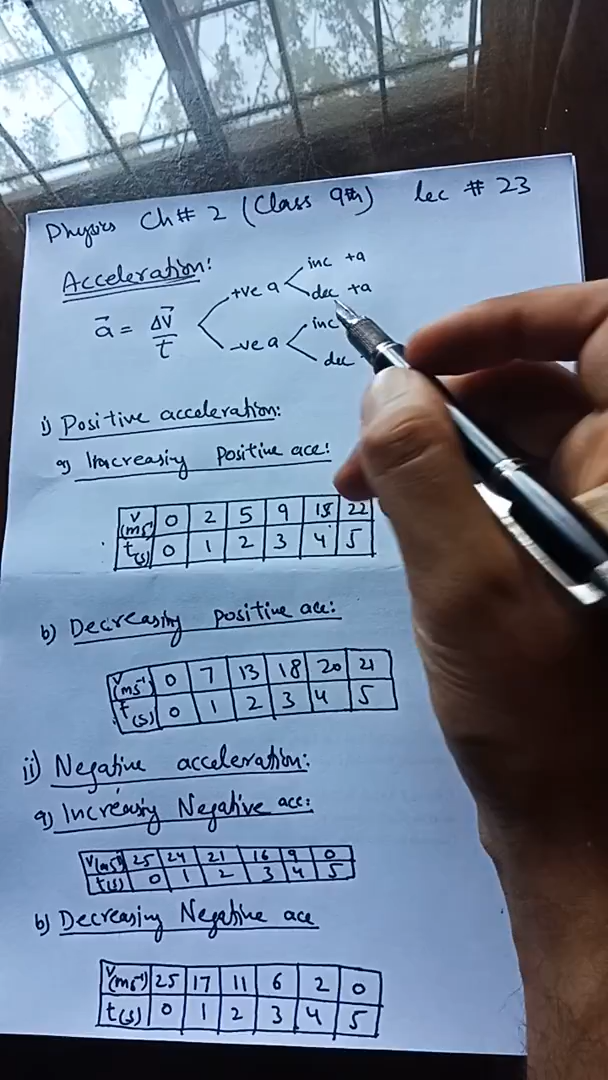 Physics Ch# 2 (Class 9th) lec # 23
Acceleration:
a⃗ = Δv⃗/t
+ve a
inc +a
dec +a
-ve a
inc
dec
i) Positive acceleration:
a) Increasing positive acc:
V(ms⁻¹) 0 2 5 9 15 22
t(s) 0 1 2 3 4 5
b) Decreasing positive acc:
V(ms⁻¹) 0 7 13 18 20 21
t(s) 0 1 2 3 4 5
ii) Negative acceleration:
a) Increasing Negative acc:
V(ms⁻¹) 25 24 21 16 9 0
t(s) 0 1 2 3 4 5
b) Decreasing Negative acc
V(ms⁻¹) 25 17 11 6 2 0
t(s) 0 1 2 3 4 5